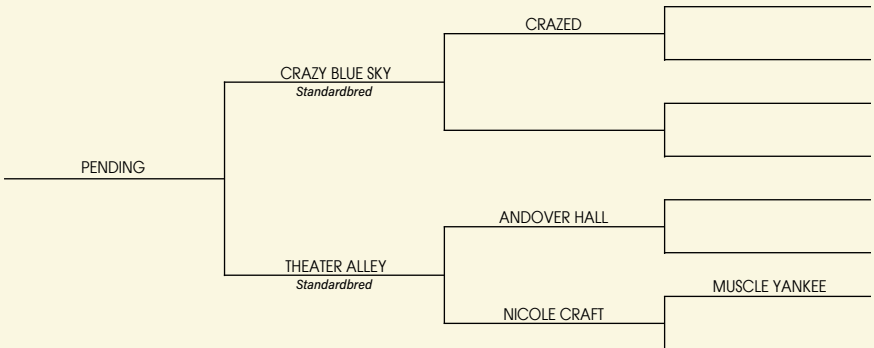 CRAZED
CRAZY BLUE SKY
Standardbred
PENDING
ANDOVER HALL
THEATER ALLEY
Standardbred
MUSCLE YANKEE
NICOLE CRAFT